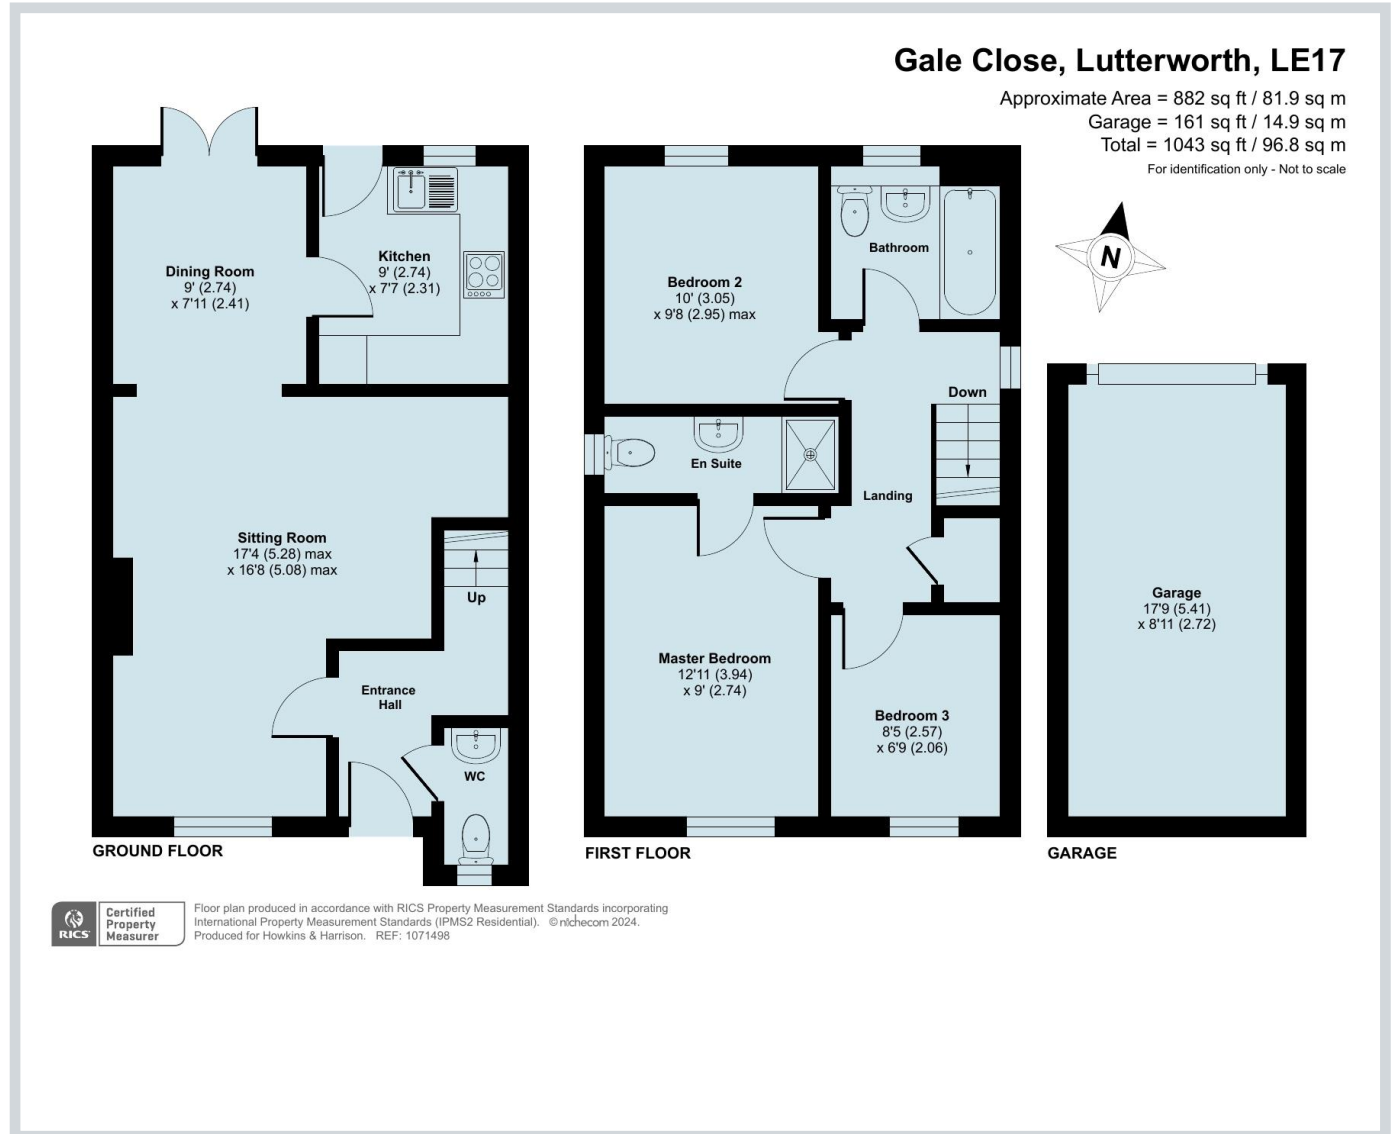 Gale Close, Lutterworth, LE17
Approximate Area = 882 sq ft / 81.9 sq m
Garage = 161 sq ft / 14.9 sq m
Total = 1043 sq ft / 96.8 sq m
For identification only - Not to scale
N
Dining Room
9' (2.74)
x 7'11 (2.41)
Kitchen
9' (2.74)
x 7'7 (2.31)
Sitting Room
17'4 (5.28) max
x 16'8 (5.08) max
Up
Entrance
Hall
WC
GROUND FLOOR
Bedroom 2
10' (3.05)
x 9'8 (2.95) max
Bathroom
Down
En Suite
Landing
Master Bedroom
12'11 (3.94)
x 9' (2.74)
Bedroom 3
8'5 (2.57)
x 6'9 (2.06)
FIRST FLOOR
Garage
17'9 (5.41)
x 8'11 (2.72)
GARAGE
RICS
Certified
Property
Measurer
Floor plan produced in accordance with RICS Property Measurement Standards incorporating
International Property Measurement Standards (IPMS2 Residential). © nichecom 2024.
Produced for Howkins & Harrison. REF: 1071498